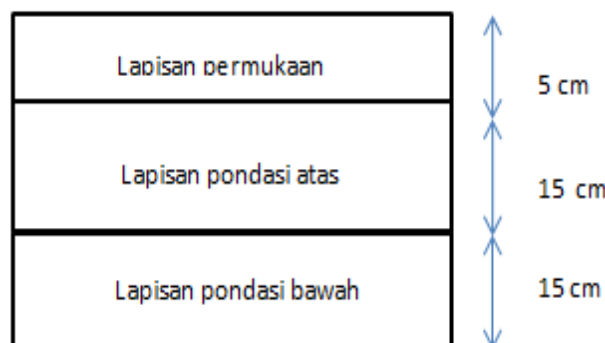 Lapisan permukaan
5 cm
Lapisan pondasi atas
15 cm
Lapisan pondasi bawah
15 cm